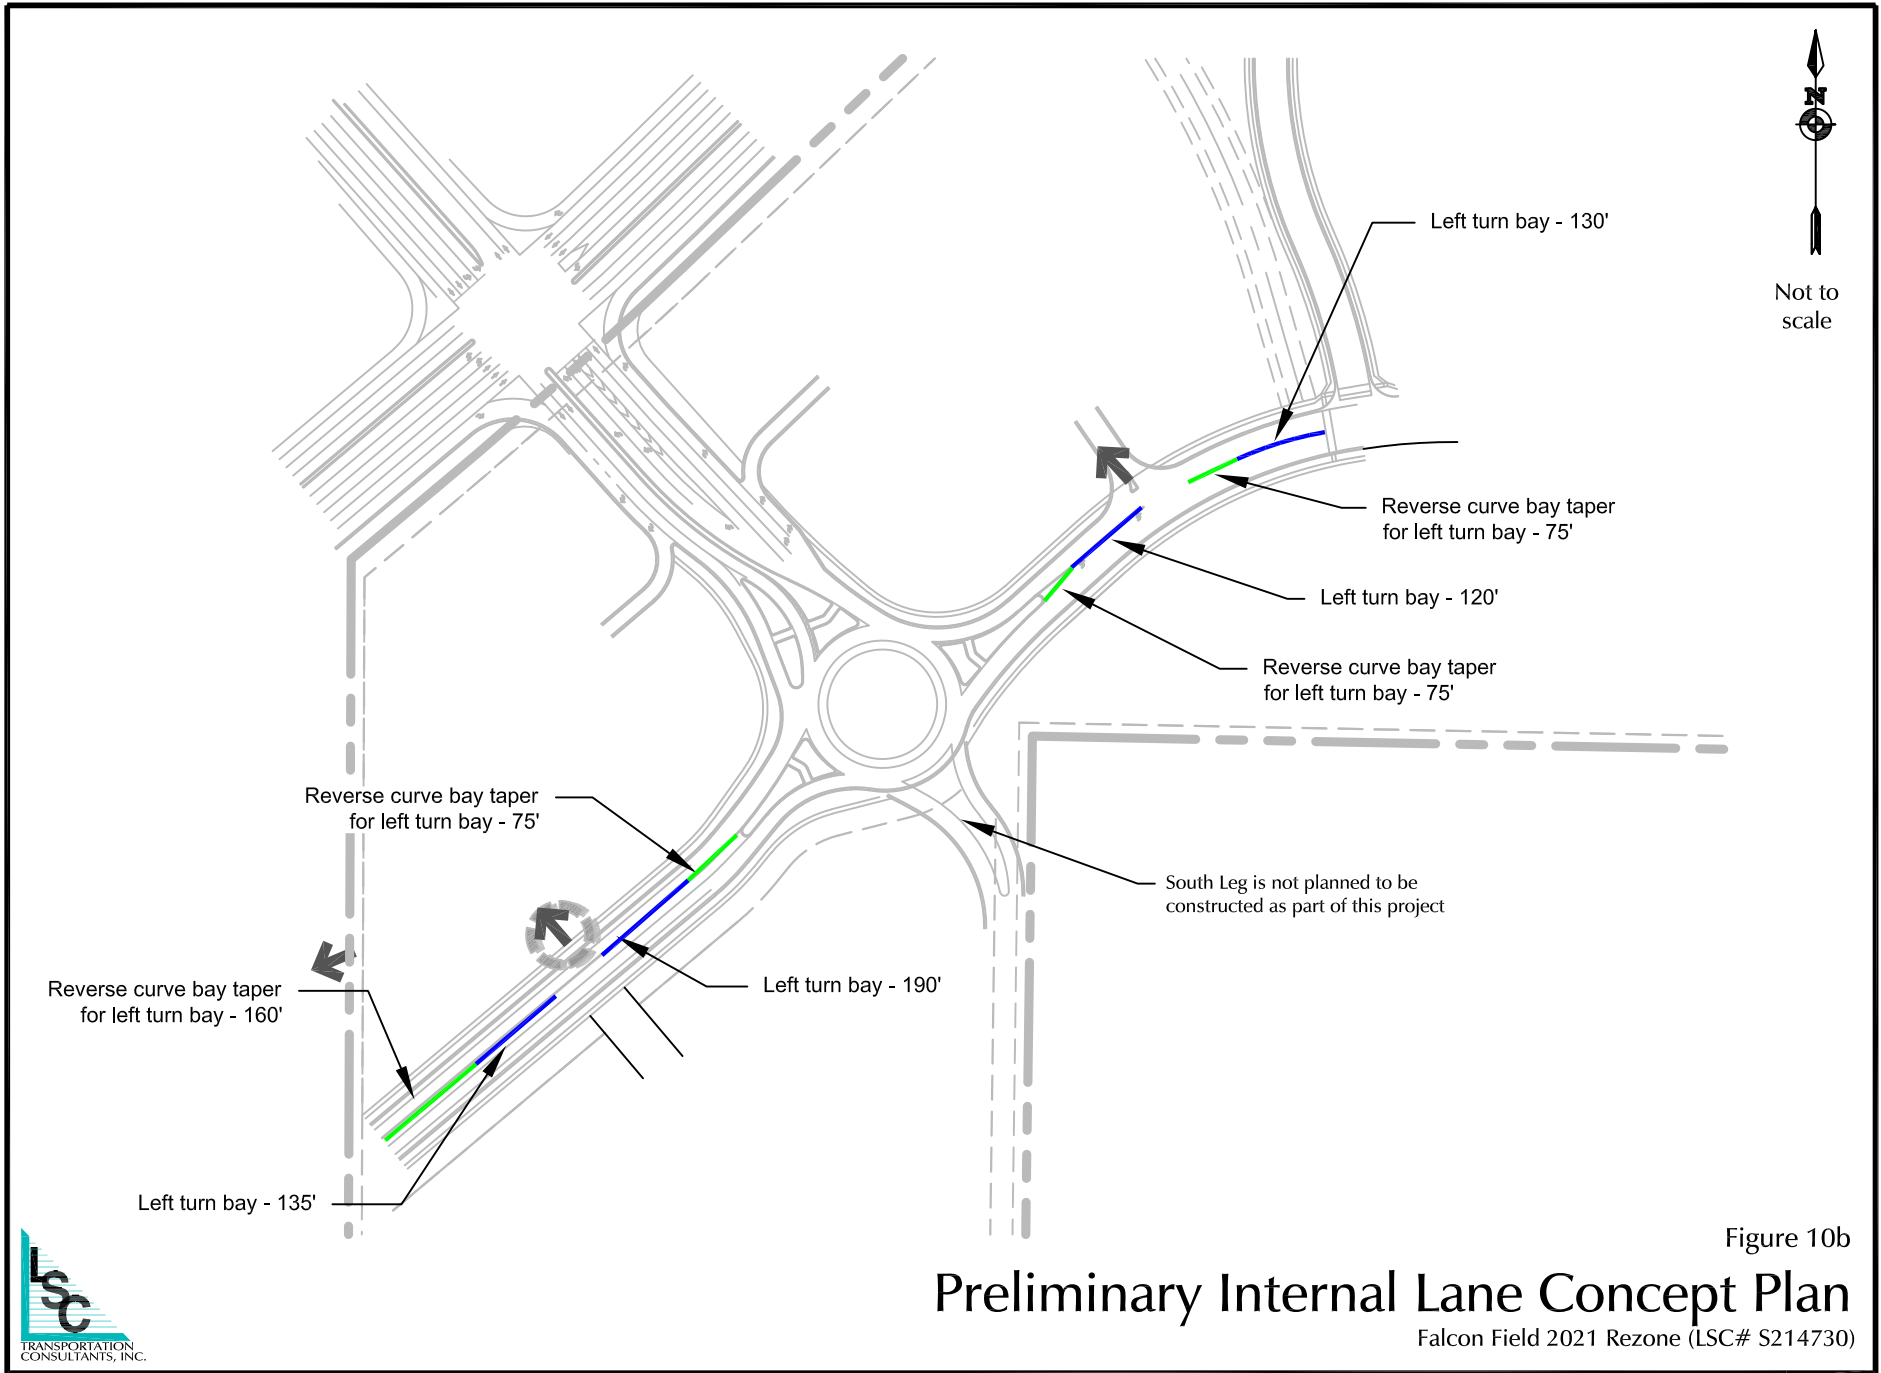 N
Not to
scale
Left turn bay - 130'
Reverse curve bay taper
for left turn bay - 75'
Left turn bay - 120'
Reverse curve bay taper
for left turn bay - 75'
Reverse curve bay taper
for left turn bay - 75'
South Leg is not planned to be
constructed as part of this project
Left turn bay - 190'
Reverse curve bay taper
for left turn bay - 160'
Left turn bay - 135'
Figure 10b
Preliminary Internal Lane Concept Plan
Falcon Field 2021 Rezone (LSC# S214730)
LSC
TRANSPORTATION
CONSULTANTS, INC.